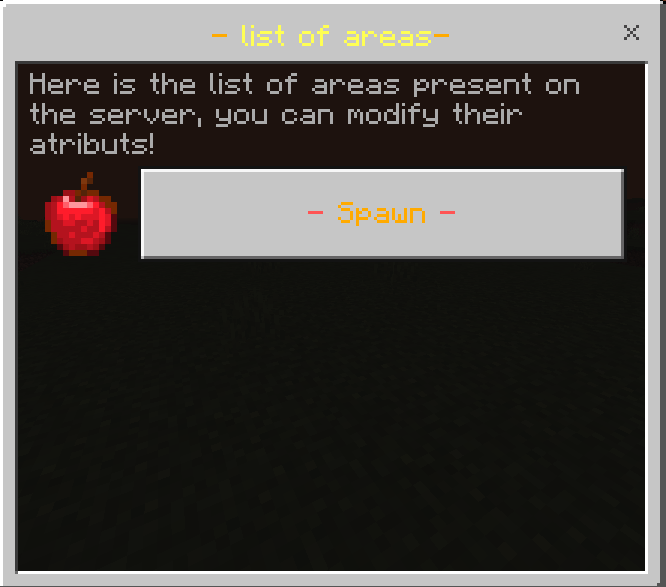 - list of areas-
Here is the list of areas present on
the server, you can modify their
atributs!
- Spawn -